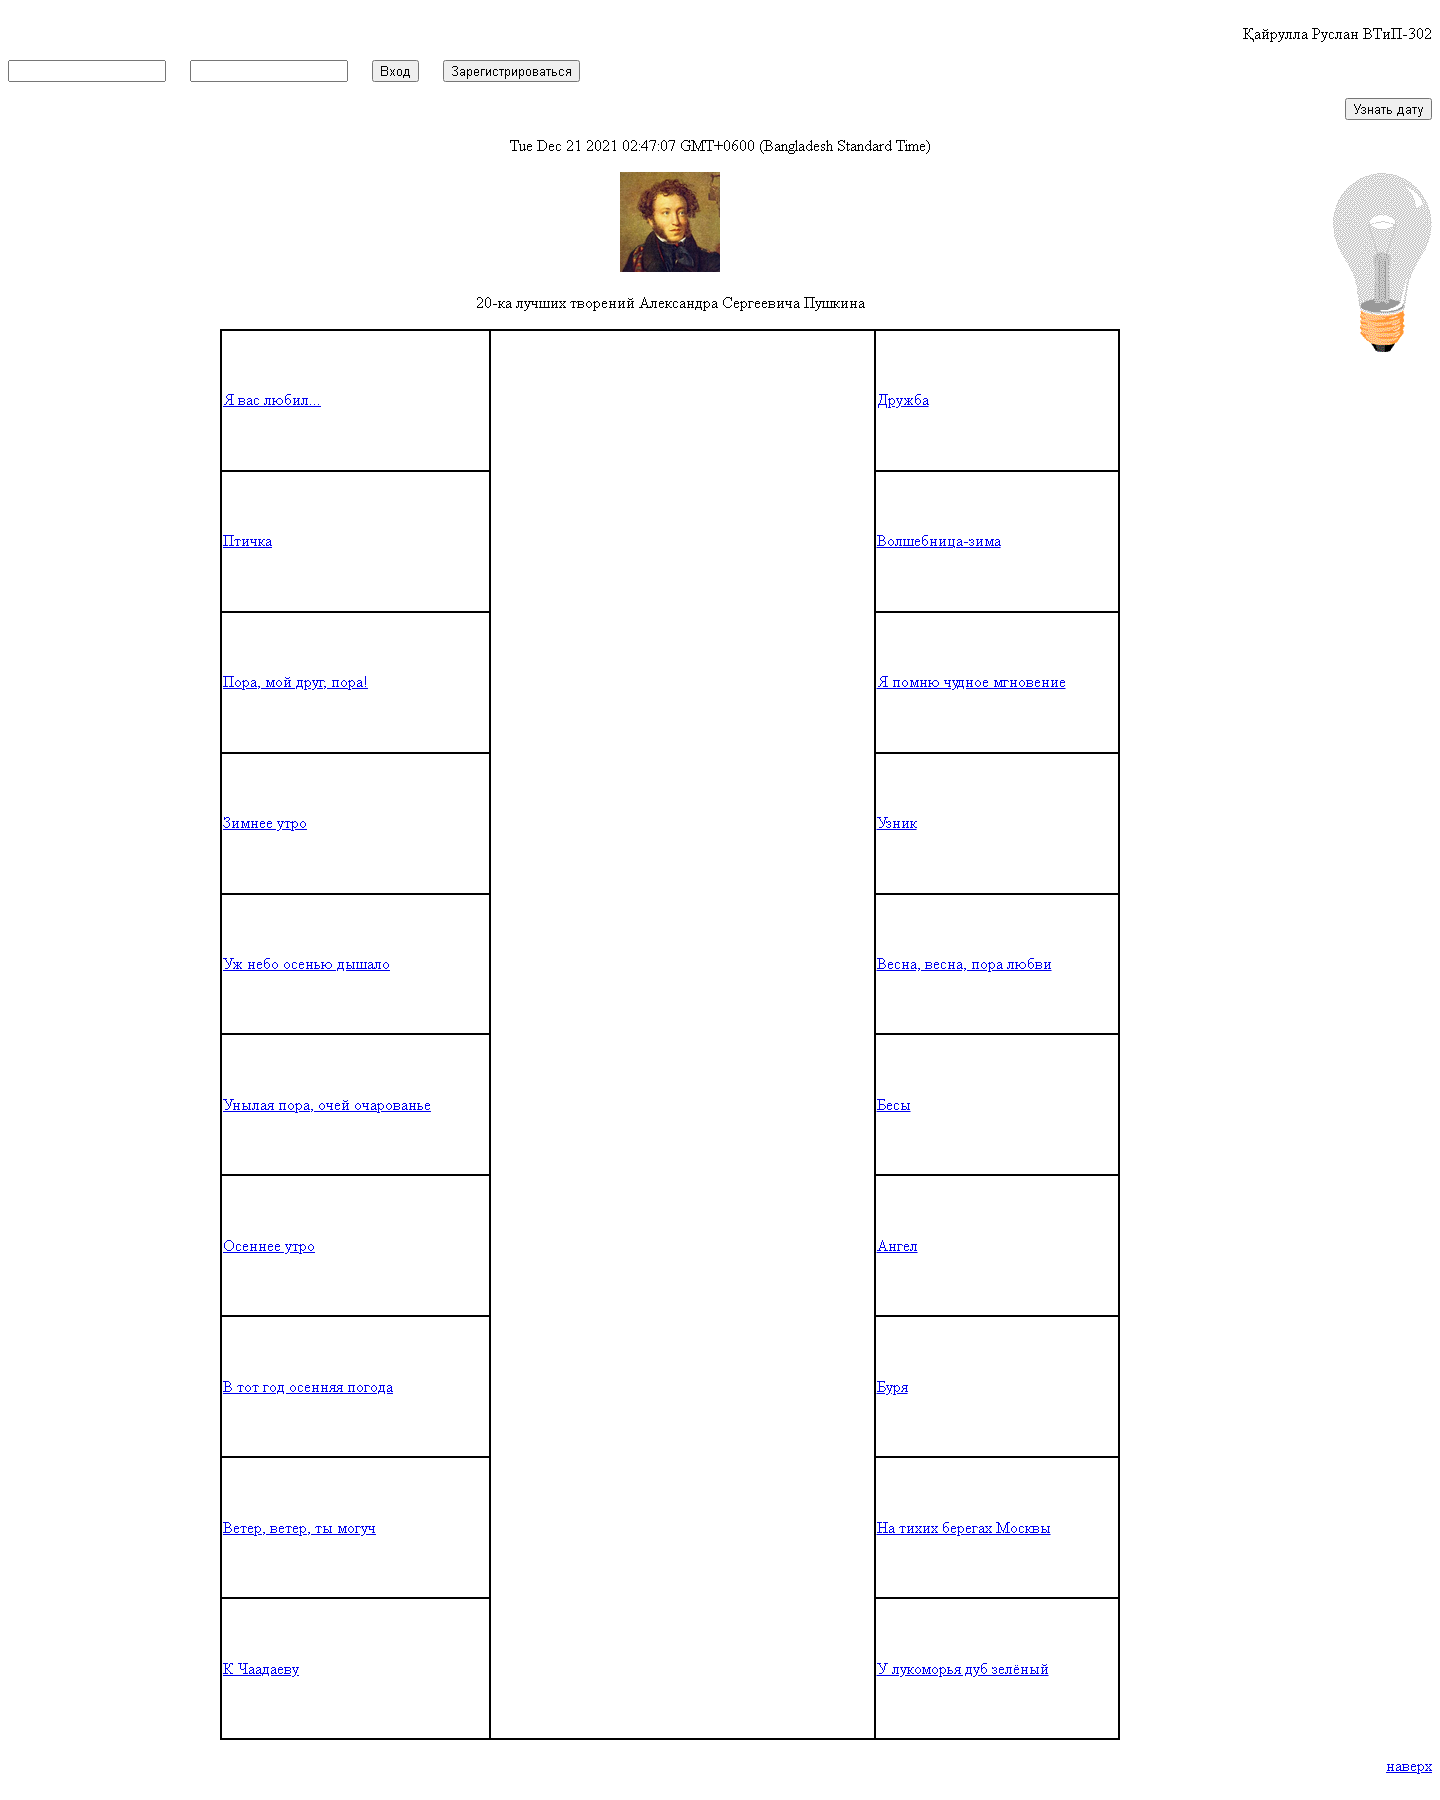 Қайрулла Руслан ВТиП-302
Вход
Зарегистрироваться
Узнать дату
Tue Dec 21 2021 02:47:07 GMT+0600 (Bangladesh Standard Time)
20-ка лучших творений Александра Сергеевича Пушкина
Я вас любил...
Дружба
Птичка
Волшебница-зима
Пора, мой друг, пора!
Я помню чудное мгновение
Зимнее утро
Узник
Уж небо осенью дышало
Весна, весна, пора любви
Унылая пора, очей очарованье
Бесы
Осеннее утро
Ангел
В тот год осенняя погода
Буря
Ветер, ветер, ты могуч
На тихих берегах Москвы
К Чаадаеву
У лукоморья дуб зелёный
наверх